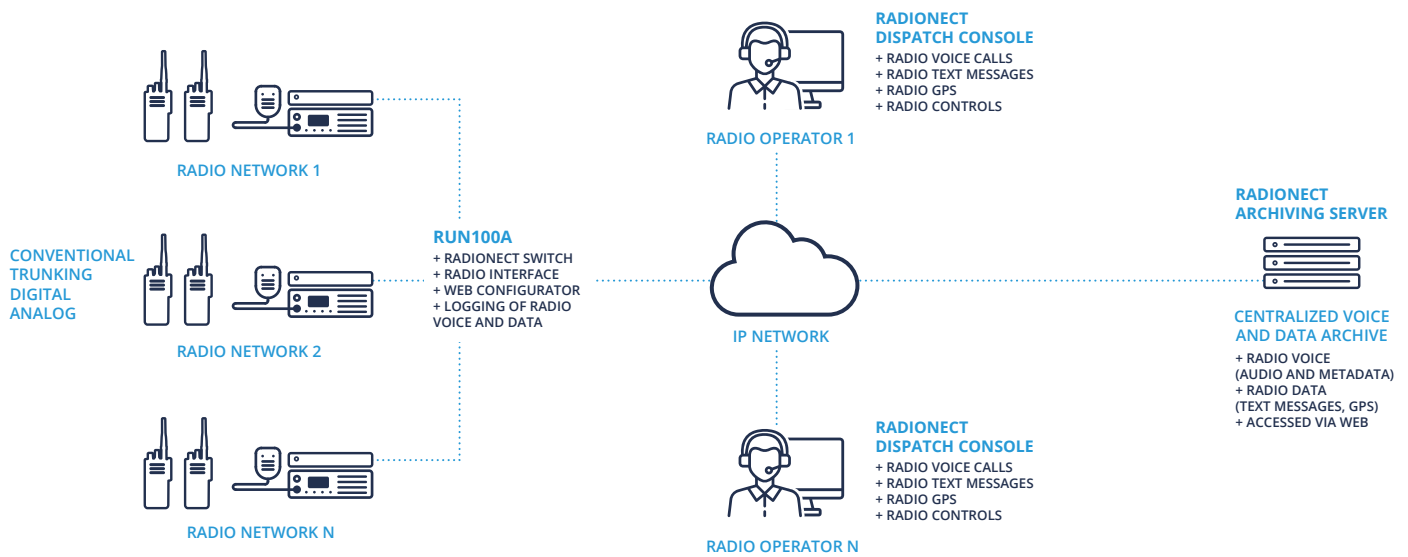 RADIONECT
DISPATCH CONSOLE
+ RADIO VOICE CALLS
+ RADIO TEXT MESSAGES
+ RADIO GPS
+ RADIO CONTROLS
RADIO OPERATOR 1
RADIO NETWORK 1
CONVENTIONAL
TRUNKING
DIGITAL
ANALOG
RADIO NETWORK 2
RUN100A
+ RADIONECT SWITCH
+ RADIO INTERFACE
+ WEB CONFIGURATOR
+ LOGGING OF RADIO
VOICE AND DATA
IP NETWORK
RADIONECT
ARCHIVING SERVER
CENTRALIZED VOICE
AND DATA ARCHIVE
+ RADIO VOICE
(AUDIO AND METADATA)
+ RADIO DATA
(TEXT MESSAGES, GPS)
+ ACCESSED VIA WEB
RADIO NETWORK N
RADIONECT
DISPATCH CONSOLE
+ RADIO VOICE CALLS
+ RADIO TEXT MESSAGES
+ RADIO GPS
+ RADIO CONTROLS
RADIO OPERATOR N